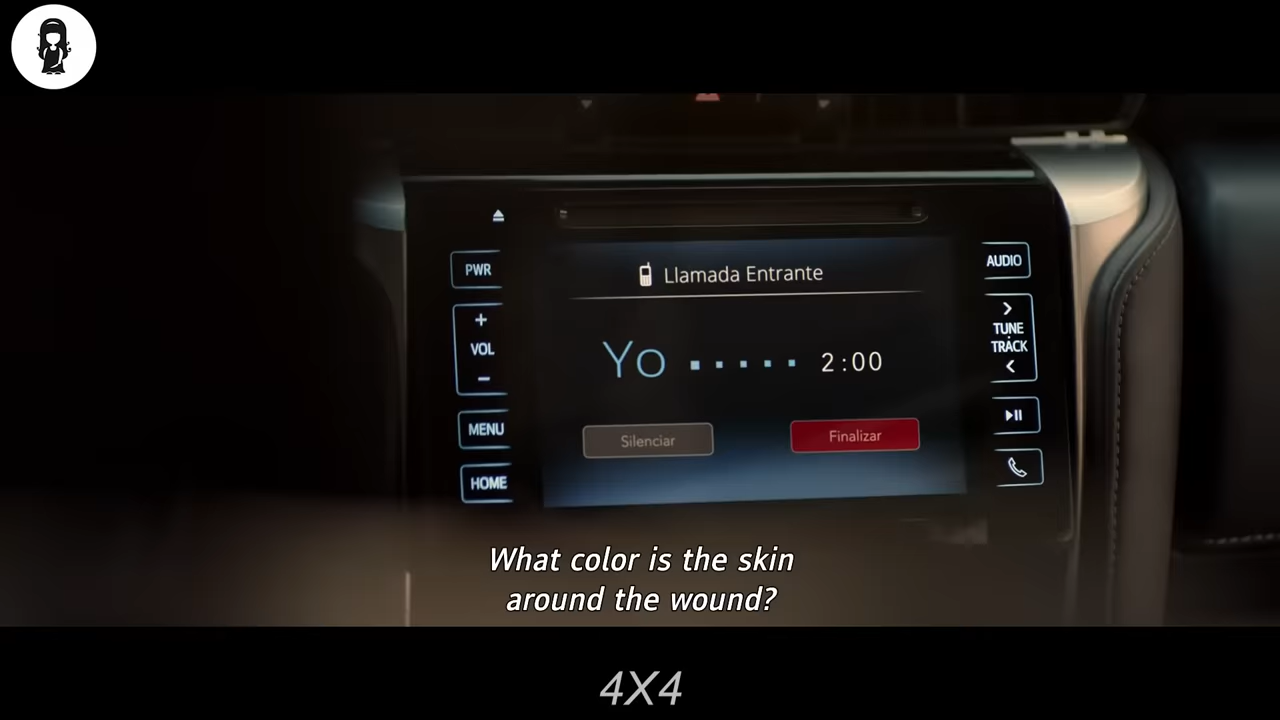 Llamada Entrante
PWR
AUDIO
+
VOL
−
Yo ▪ ▪ ▪ ▪ ▪ 2:00
>
TUNE
TRACK
<
MENU
Silenciar
Finalizar
HOME
What color is the skin
around the wound?
4X4